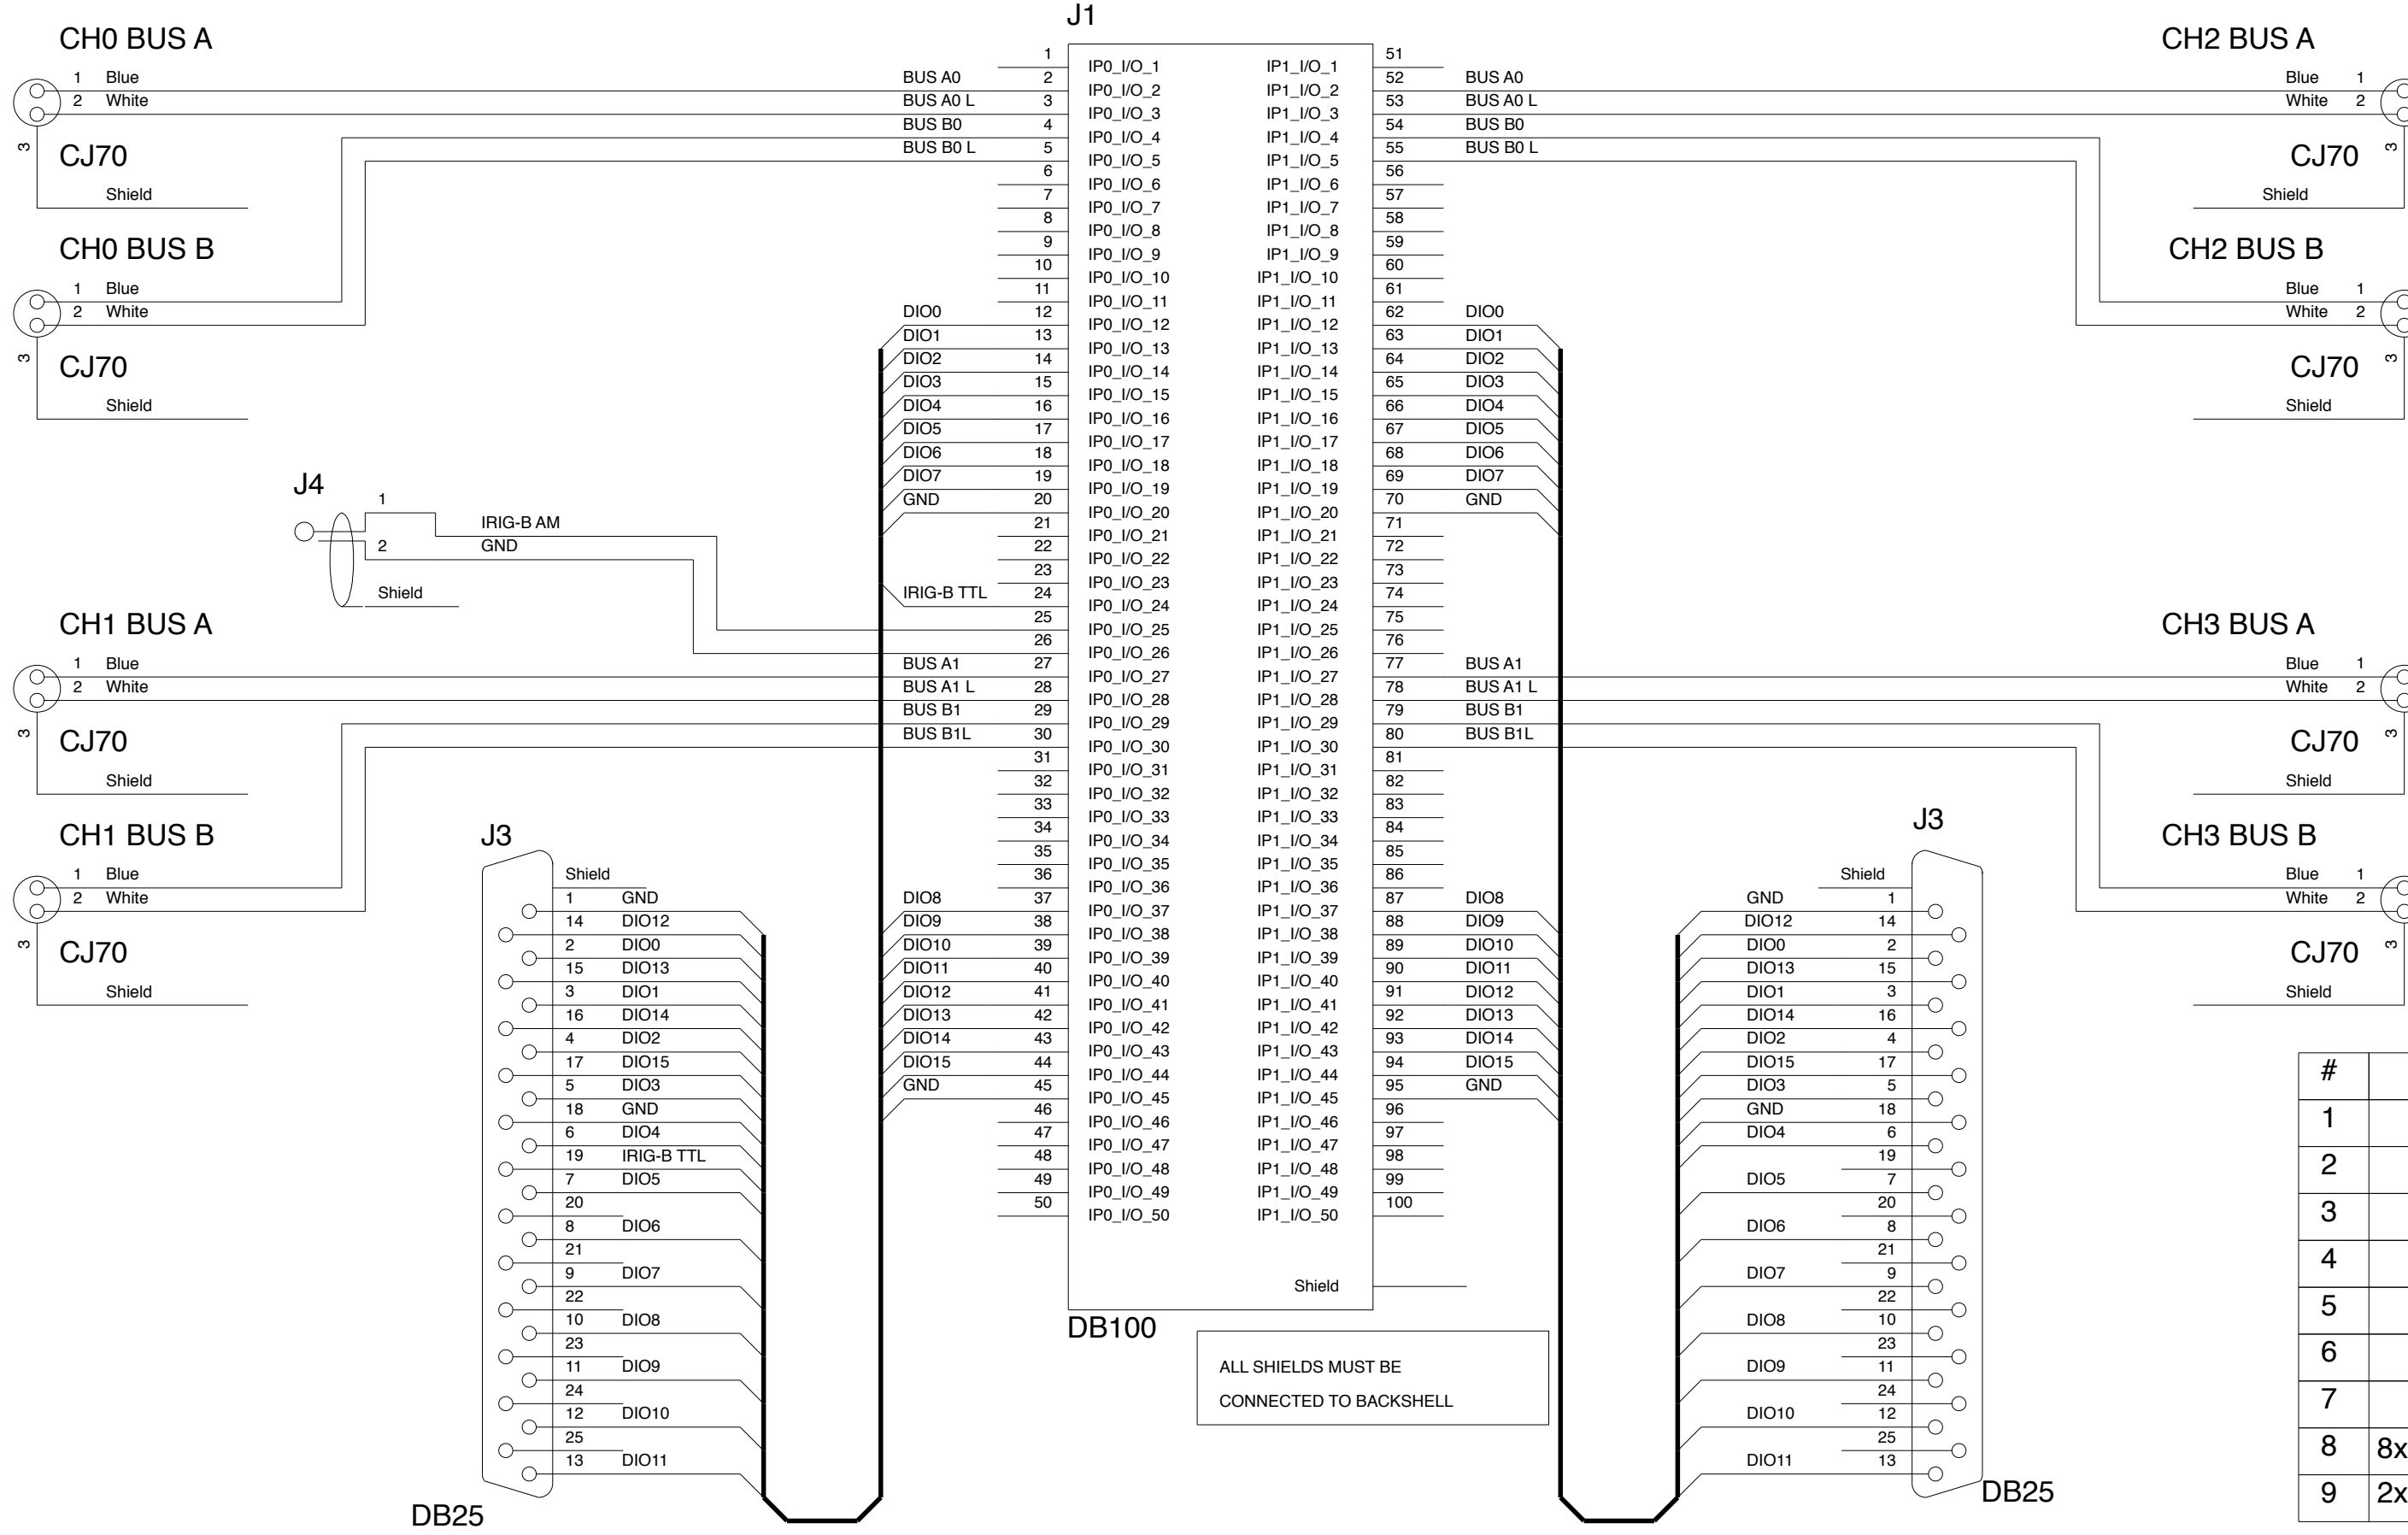 J1
CH0 BUS A
1 Blue
2 White
3
CJ70
Shield
CH0 BUS B
1 Blue
2 White
3
CJ70
Shield
J4
1
IRIG-B AM
2 GND
Shield
CH1 BUS A
1 Blue
2 White
3
CJ70
Shield
CH1 BUS B
1 Blue
2 White
3
CJ70
Shield
J3
Shield
1 GND
14 DIO12
2 DIO0
15 DIO13
3 DIO1
16 DIO14
4 DIO2
17 DIO15
5 DIO3
18 GND
6 DIO4
19 IRIG-B TTL
7 DIO5
20
8 DIO6
21
9 DIO7
22
10 DIO8
23
11 DIO9
24
12 DIO10
25
13 DIO11
DB25
1 IP0_I/O_1 IP1_I/O_1 51
BUS A0 2 IP0_I/O_2 IP1_I/O_2 52 BUS A0
BUS A0 L 3 IP0_I/O_3 IP1_I/O_3 53 BUS A0 L
BUS B0 4 IP0_I/O_4 IP1_I/O_4 54 BUS B0
BUS B0 L 5 IP0_I/O_5 IP1_I/O_5 55 BUS B0 L
6 IP0_I/O_6 IP1_I/O_6 56
7 IP0_I/O_7 IP1_I/O_7 57
8 IP0_I/O_8 IP1_I/O_8 58
9 IP0_I/O_9 IP1_I/O_9 59
10 IP0_I/O_10 IP1_I/O_10 60
11 IP0_I/O_11 IP1_I/O_11 61
DIO0 12 IP0_I/O_12 IP1_I/O_12 62 DIO0
DIO1 13 IP0_I/O_13 IP1_I/O_13 63 DIO1
DIO2 14 IP0_I/O_14 IP1_I/O_14 64 DIO2
DIO3 15 IP0_I/O_15 IP1_I/O_15 65 DIO3
DIO4 16 IP0_I/O_16 IP1_I/O_16 66 DIO4
DIO5 17 IP0_I/O_17 IP1_I/O_17 67 DIO5
DIO6 18 IP0_I/O_18 IP1_I/O_18 68 DIO6
DIO7 19 IP0_I/O_19 IP1_I/O_19 69 DIO7
GND 20 IP0_I/O_20 IP1_I/O_20 70 GND
21 IP0_I/O_21 IP1_I/O_21 71
22 IP0_I/O_22 IP1_I/O_22 72
23 IP0_I/O_23 IP1_I/O_23 73
IRIG-B TTL 24 IP0_I/O_24 IP1_I/O_24 74
25 IP0_I/O_25 IP1_I/O_25 75
26 IP0_I/O_26 IP1_I/O_26 76
BUS A1 27 IP0_I/O_27 IP1_I/O_27 77 BUS A1
BUS A1 L 28 IP0_I/O_28 IP1_I/O_28 78 BUS A1 L
BUS B1 29 IP0_I/O_29 IP1_I/O_29 79 BUS B1
BUS B1L 30 IP0_I/O_30 IP1_I/O_30 80 BUS B1L
31 IP0_I/O_31 IP1_I/O_31 81
32 IP0_I/O_32 IP1_I/O_32 82
33 IP0_I/O_33 IP1_I/O_33 83
34 IP0_I/O_34 IP1_I/O_34 84
35 IP0_I/O_35 IP1_I/O_35 85
36 IP0_I/O_36 IP1_I/O_36 86
DIO8 37 IP0_I/O_37 IP1_I/O_37 87 DIO8
DIO9 38 IP0_I/O_38 IP1_I/O_38 88 DIO9
DIO10 39 IP0_I/O_39 IP1_I/O_39 89 DIO10
DIO11 40 IP0_I/O_40 IP1_I/O_40 90 DIO11
DIO12 41 IP0_I/O_41 IP1_I/O_41 91 DIO12
DIO13 42 IP0_I/O_42 IP1_I/O_42 92 DIO13
DIO14 43 IP0_I/O_43 IP1_I/O_43 93 DIO14
DIO15 44 IP0_I/O_44 IP1_I/O_44 94 DIO15
GND 45 IP0_I/O_45 IP1_I/O_45 95 GND
46 IP0_I/O_46 IP1_I/O_46 96
47 IP0_I/O_47 IP1_I/O_47 97
48 IP0_I/O_48 IP1_I/O_48 98
49 IP0_I/O_49 IP1_I/O_49 99
50 IP0_I/O_50 IP1_I/O_50 100
Shield
DB100
ALL SHIELDS MUST BE
CONNECTED TO BACKSHELL
CH2 BUS A
Blue 1
White 2
3
CJ70
Shield
CH2 BUS B
Blue 1
White 2
3
CJ70
Shield
CH3 BUS A
Blue 1
White 2
3
CJ70
Shield
CH3 BUS B
Blue 1
White 2
3
CJ70
Shield
J3
Shield
GND 1
DIO12 14
DIO0 2
DIO13 15
DIO1 3
DIO14 16
DIO2 4
DIO15 17
DIO3 5
GND 18
DIO4 6
19
DIO5 7
20
DIO6 8
21
DIO7 9
22
DIO8 10
23
DIO9 11
24
DIO10 12
25
DIO11 13
DB25
#
1
2
3
4
5
6
7
8 8x
9 2x